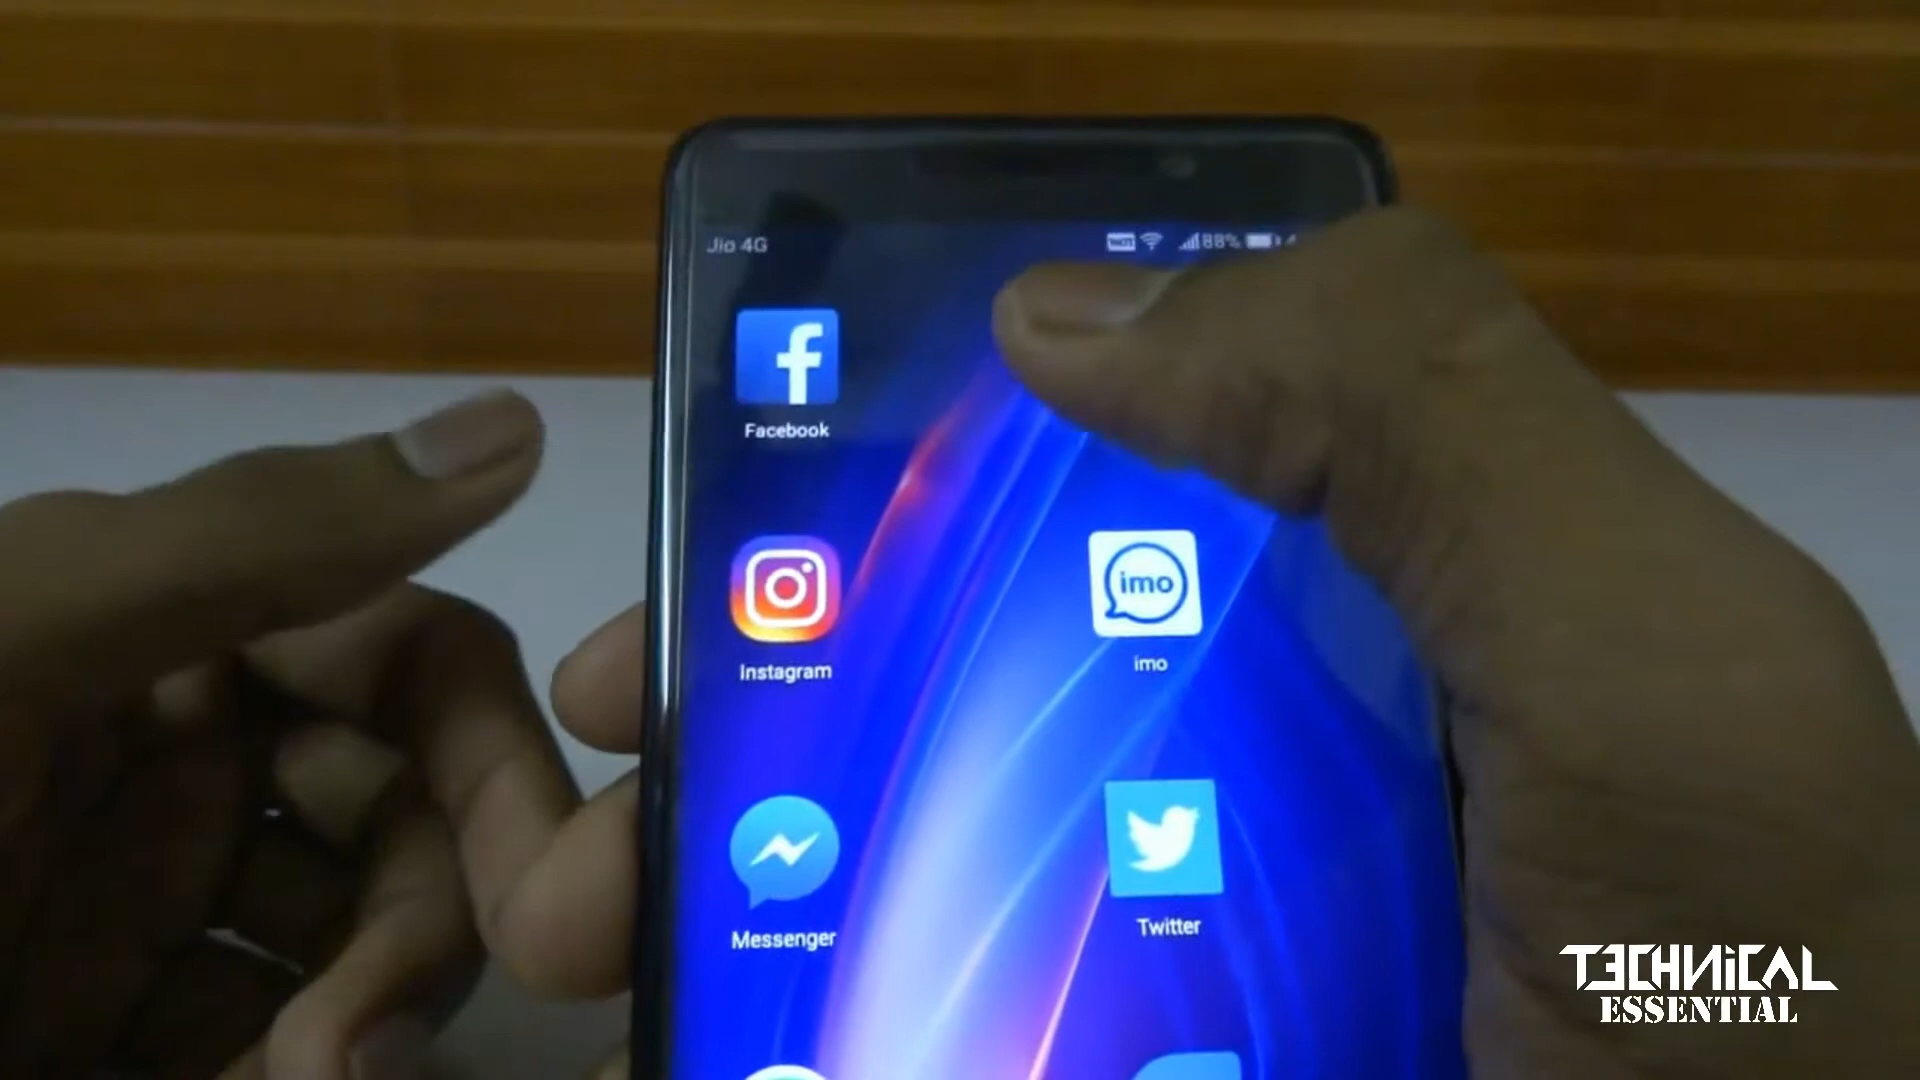 Jio 4G
88%
Facebook
Instagram
imo
imo
Messenger
Twitter
TECHNICAL
ESSENTIAL